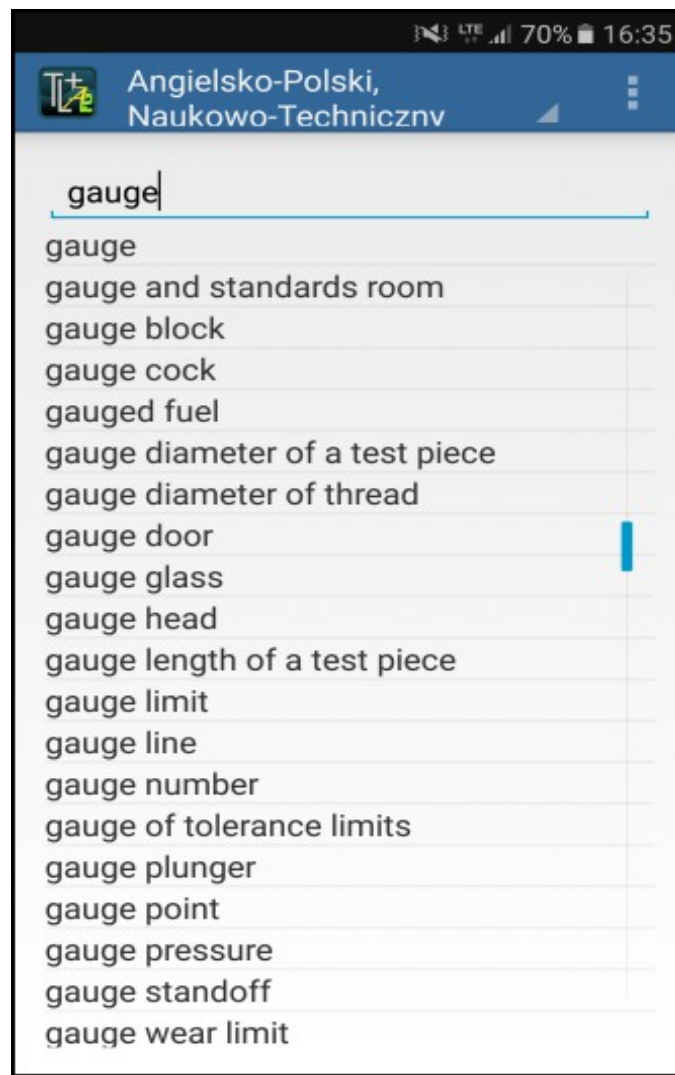 LTE 70% 16:35
Angielsko-Polski,
Naukowo-Techniczny
gauge
gauge
gauge and standards room
gauge block
gauge cock
gauged fuel
gauge diameter of a test piece
gauge diameter of thread
gauge door
gauge glass
gauge head
gauge length of a test piece
gauge limit
gauge line
gauge number
gauge of tolerance limits
gauge plunger
gauge point
gauge pressure
gauge standoff
gauge wear limit